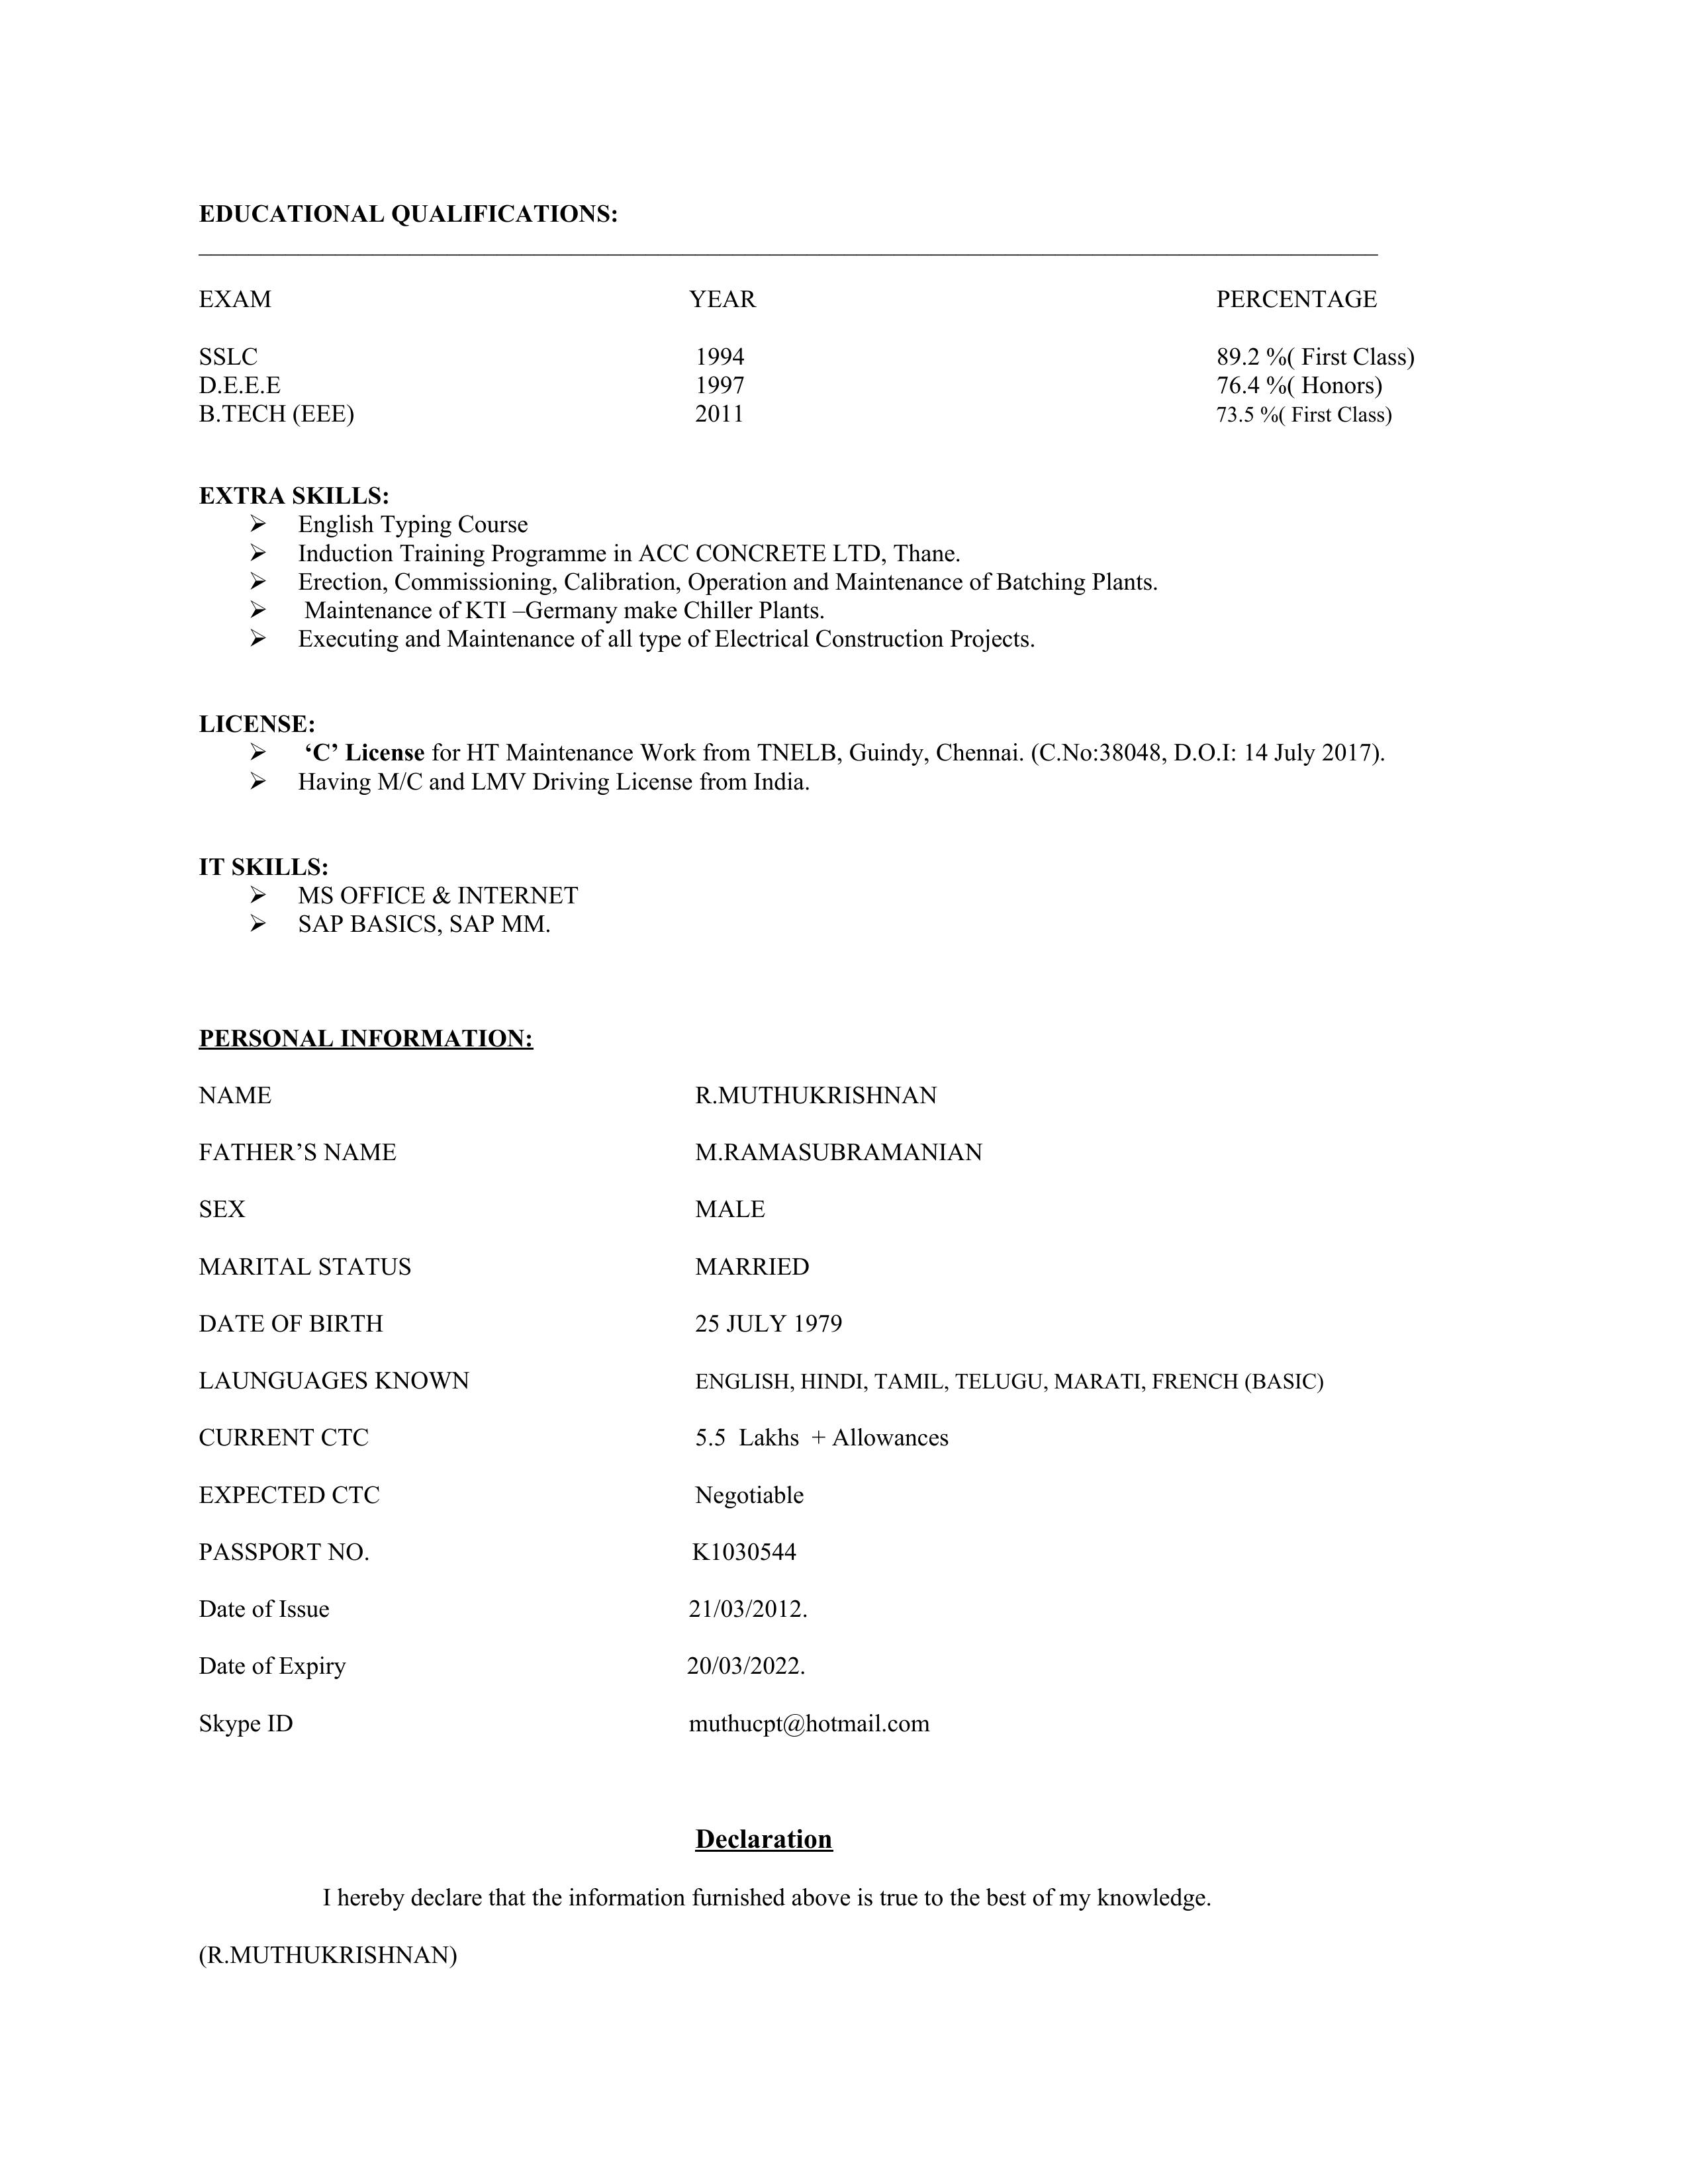 EDUCATIONAL QUALIFICATIONS:
EXAM YEAR PERCENTAGE
SSLC 1994 89.2 %( First Class)
D.E.E.E 1997 76.4 %( Honors)
B.TECH (EEE) 2011 73.5 %( First Class)
EXTRA SKILLS:
➢ English Typing Course
➢ Induction Training Programme in ACC CONCRETE LTD, Thane.
➢ Erection, Commissioning, Calibration, Operation and Maintenance of Batching Plants.
➢ Maintenance of KTI –Germany make Chiller Plants.
➢ Executing and Maintenance of all type of Electrical Construction Projects.
LICENSE:
➢ ‘C’ License for HT Maintenance Work from TNELB, Guindy, Chennai. (C.No:38048, D.O.I: 14 July 2017).
➢ Having M/C and LMV Driving License from India.
IT SKILLS:
➢ MS OFFICE & INTERNET
➢ SAP BASICS, SAP MM.
PERSONAL INFORMATION:
NAME R.MUTHUKRISHNAN
FATHER’S NAME M.RAMASUBRAMANIAN
SEX MALE
MARITAL STATUS MARRIED
DATE OF BIRTH 25 JULY 1979
LAUNGUAGES KNOWN ENGLISH, HINDI, TAMIL, TELUGU, MARATI, FRENCH (BASIC)
CURRENT CTC 5.5 Lakhs + Allowances
EXPECTED CTC Negotiable
PASSPORT NO. K1030544
Date of Issue 21/03/2012.
Date of Expiry 20/03/2022.
Skype ID muthucpt@hotmail.com
Declaration
I hereby declare that the information furnished above is true to the best of my knowledge.
(R.MUTHUKRISHNAN)